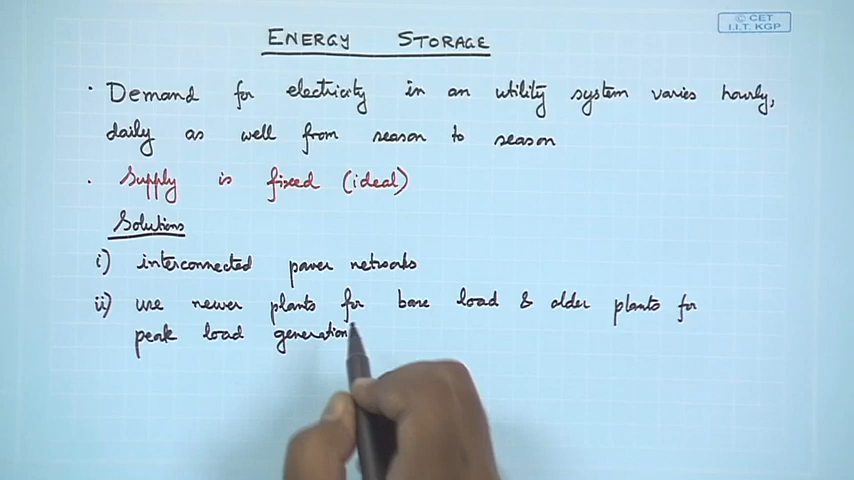 © CET
I.I.T. KGP
ENERGY STORAGE
· Demand for electricity in an utility system varies hourly,
daily as well from season to season
· Supply is fixed (ideal)
Solutions
i) interconnected power networks
ii) use newer plants for base load & older plants for
peak load generation